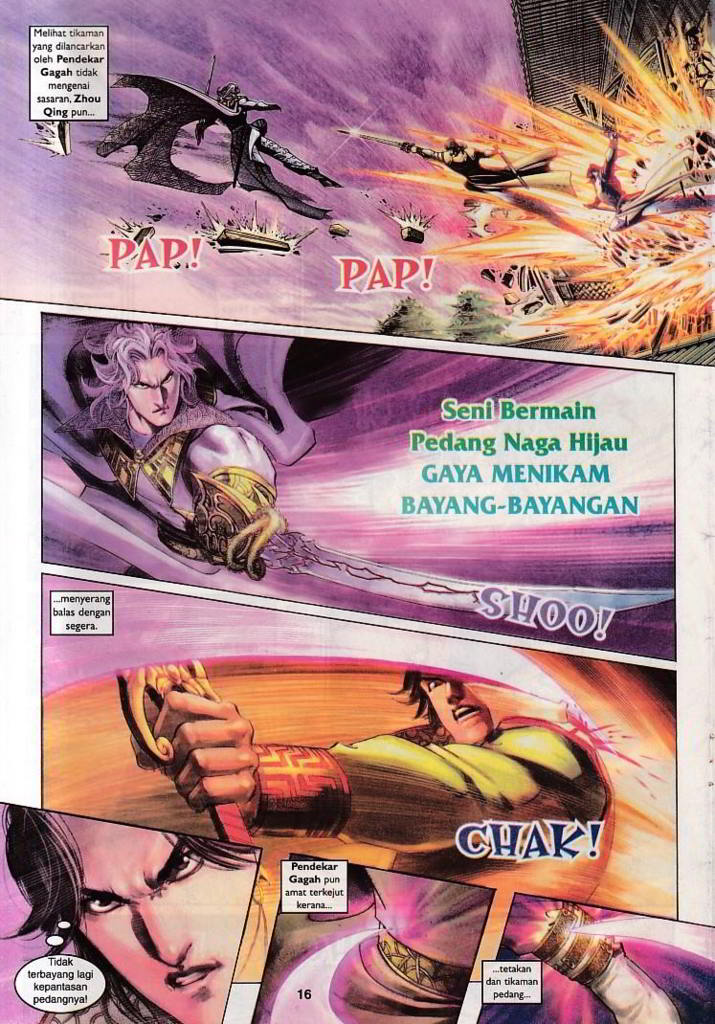 Melihat tikaman
yang dilancarkan
oleh Pendekar
Gagah tidak
mengenai
sasaran, Zhou
Qing pun...
PAP!
PAP!
Seni Bermain
Pedang Naga Hijau
GAYA MENIKAM
BAYANG-BAYANGAN
SHOO!
...menyerang
balas dengan
segera.
CHAK!
Tidak
terbayang lagi
kepantasan
pedangnya!
Pendekar
Gagah pun
amat terkejut
kerana...
...tetakan
dan tikaman
pedang...
16